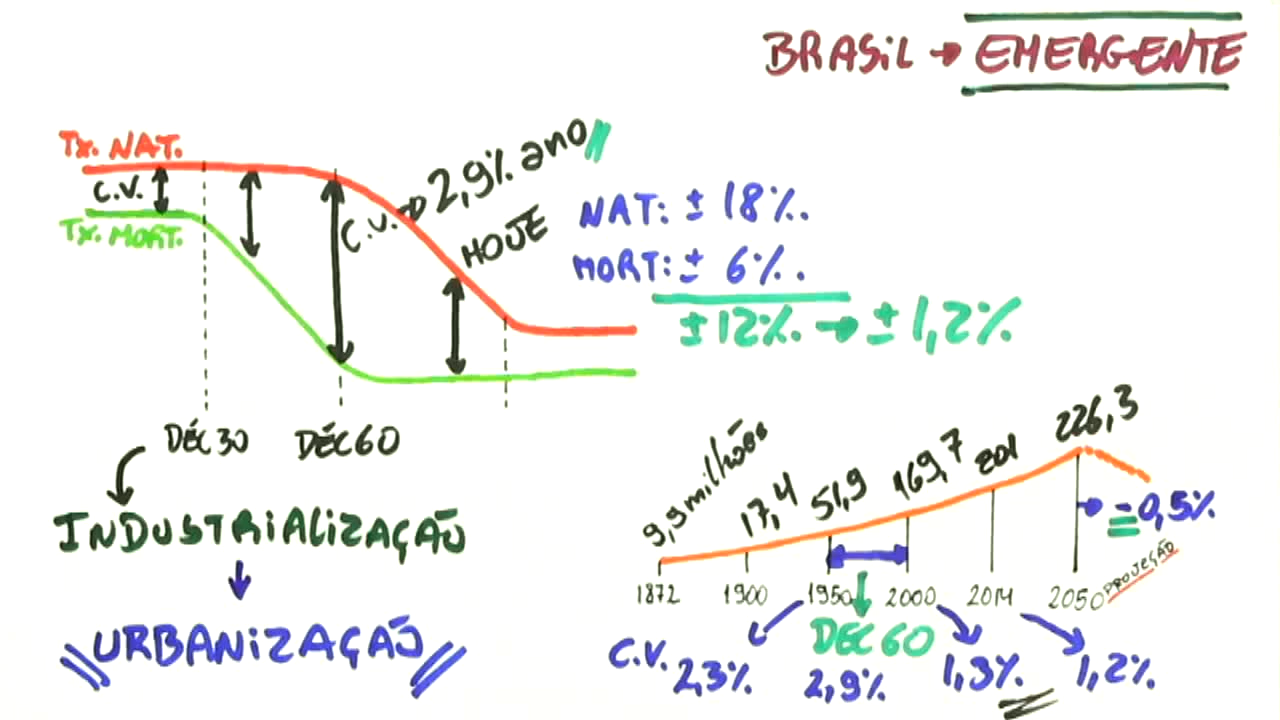 BRASIL → EMERGENTE
Tx. NAT.
C.V.
Tx. MORT.
C.V. → 2,9% ano
HOJE
NAT: ± 18‰.
MORT: ± 6‰.
±12‰. → ±1,2%
DÉC 30
DÉC 60
INDUSTRIALIZAÇÃO
URBANIZAÇÃO
9,9 milhões
17,4
51,9
169,7
201
226,3
-0,5%
1872
1900
1950
2000
2014
2050
PROJEÇÃO
DÉC 60
C.V. 2,3%
2,9%
1,3%
1,2%